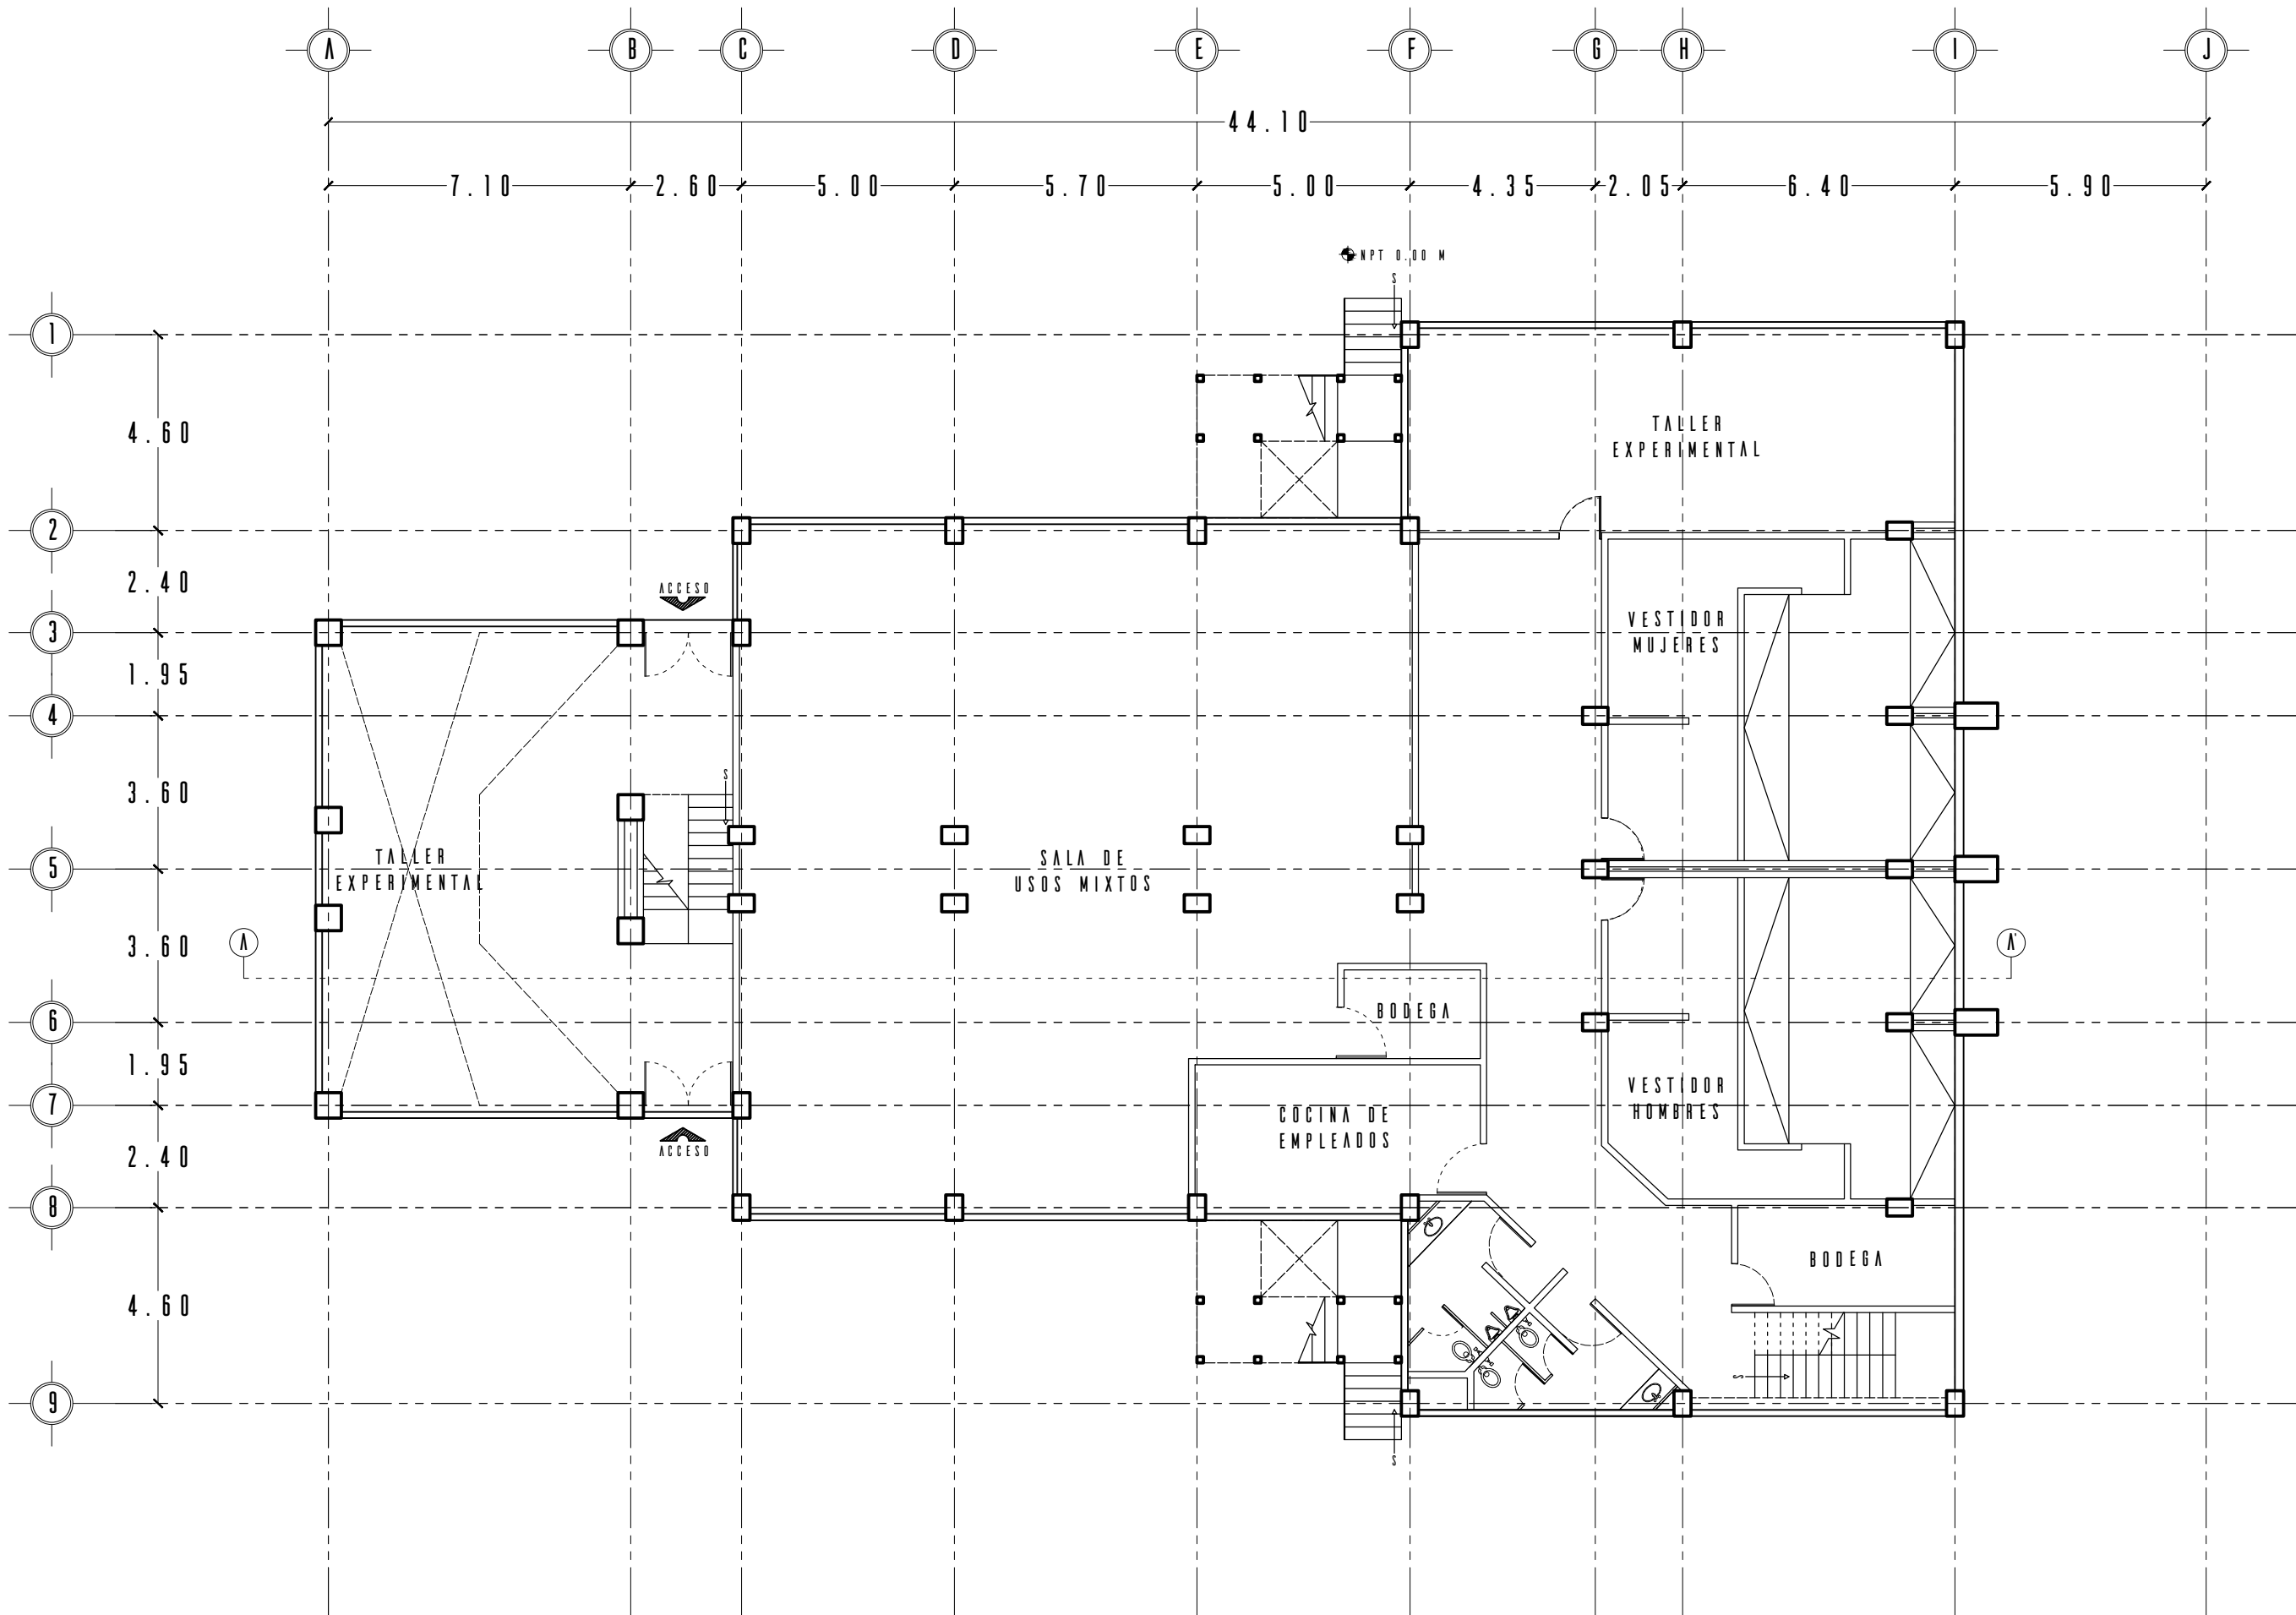 A B C D E F G H I J
44.10
7.10 2.60 5.00 5.70 5.00 4.35 2.05 6.40 5.90
NPT 0.00 M
S
1
4.60
TALLER
EXPERIMENTAL
2
2.40
ACCESO
3
VESTIDOR
MUJERES
1.95
4
S
3.60
TALLER
EXPERIMENTAL
5
SALA DE
USOS MIXTOS
3.60
A A'
6
BODEGA
1.95
7
VESTIDOR
HOMBRES
COCINA DE
EMPLEADOS
ACCESO
2.40
8
BODEGA
4.60
S
9
S